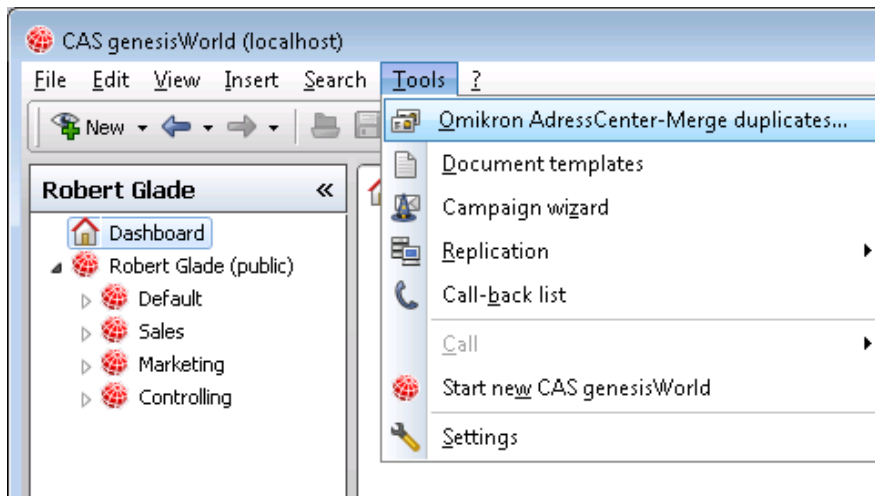 CAS genesisWorld (localhost)
File Edit View Insert Search Tools ?
New
Omikron AdressCenter-Merge duplicates...
Document templates
Campaign wizard
Replication
Call-back list
Call
Start new CAS genesisWorld
Settings
Robert Glade «
Dashboard
Robert Glade (public)
Default
Sales
Marketing
Controlling